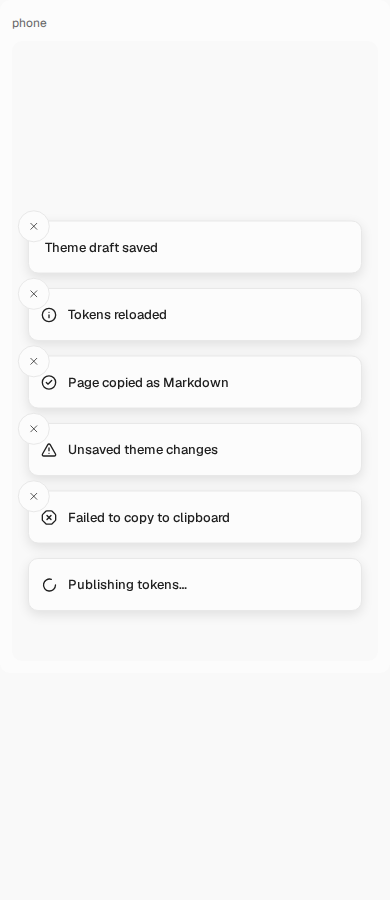 phone
Theme draft saved
Tokens reloaded
Page copied as Markdown
Unsaved theme changes
Failed to copy to clipboard
Publishing tokens…